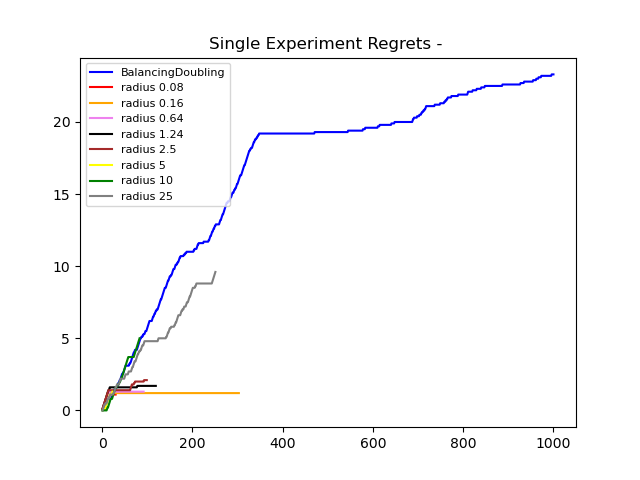 Single Experiment Regrets -
BalancingDoubling
radius 0.08
radius 0.16
radius 0.64
radius 1.24
radius 2.5
radius 5
radius 10
radius 25
20
15
10
5
0
0 200 400 600 800 1000